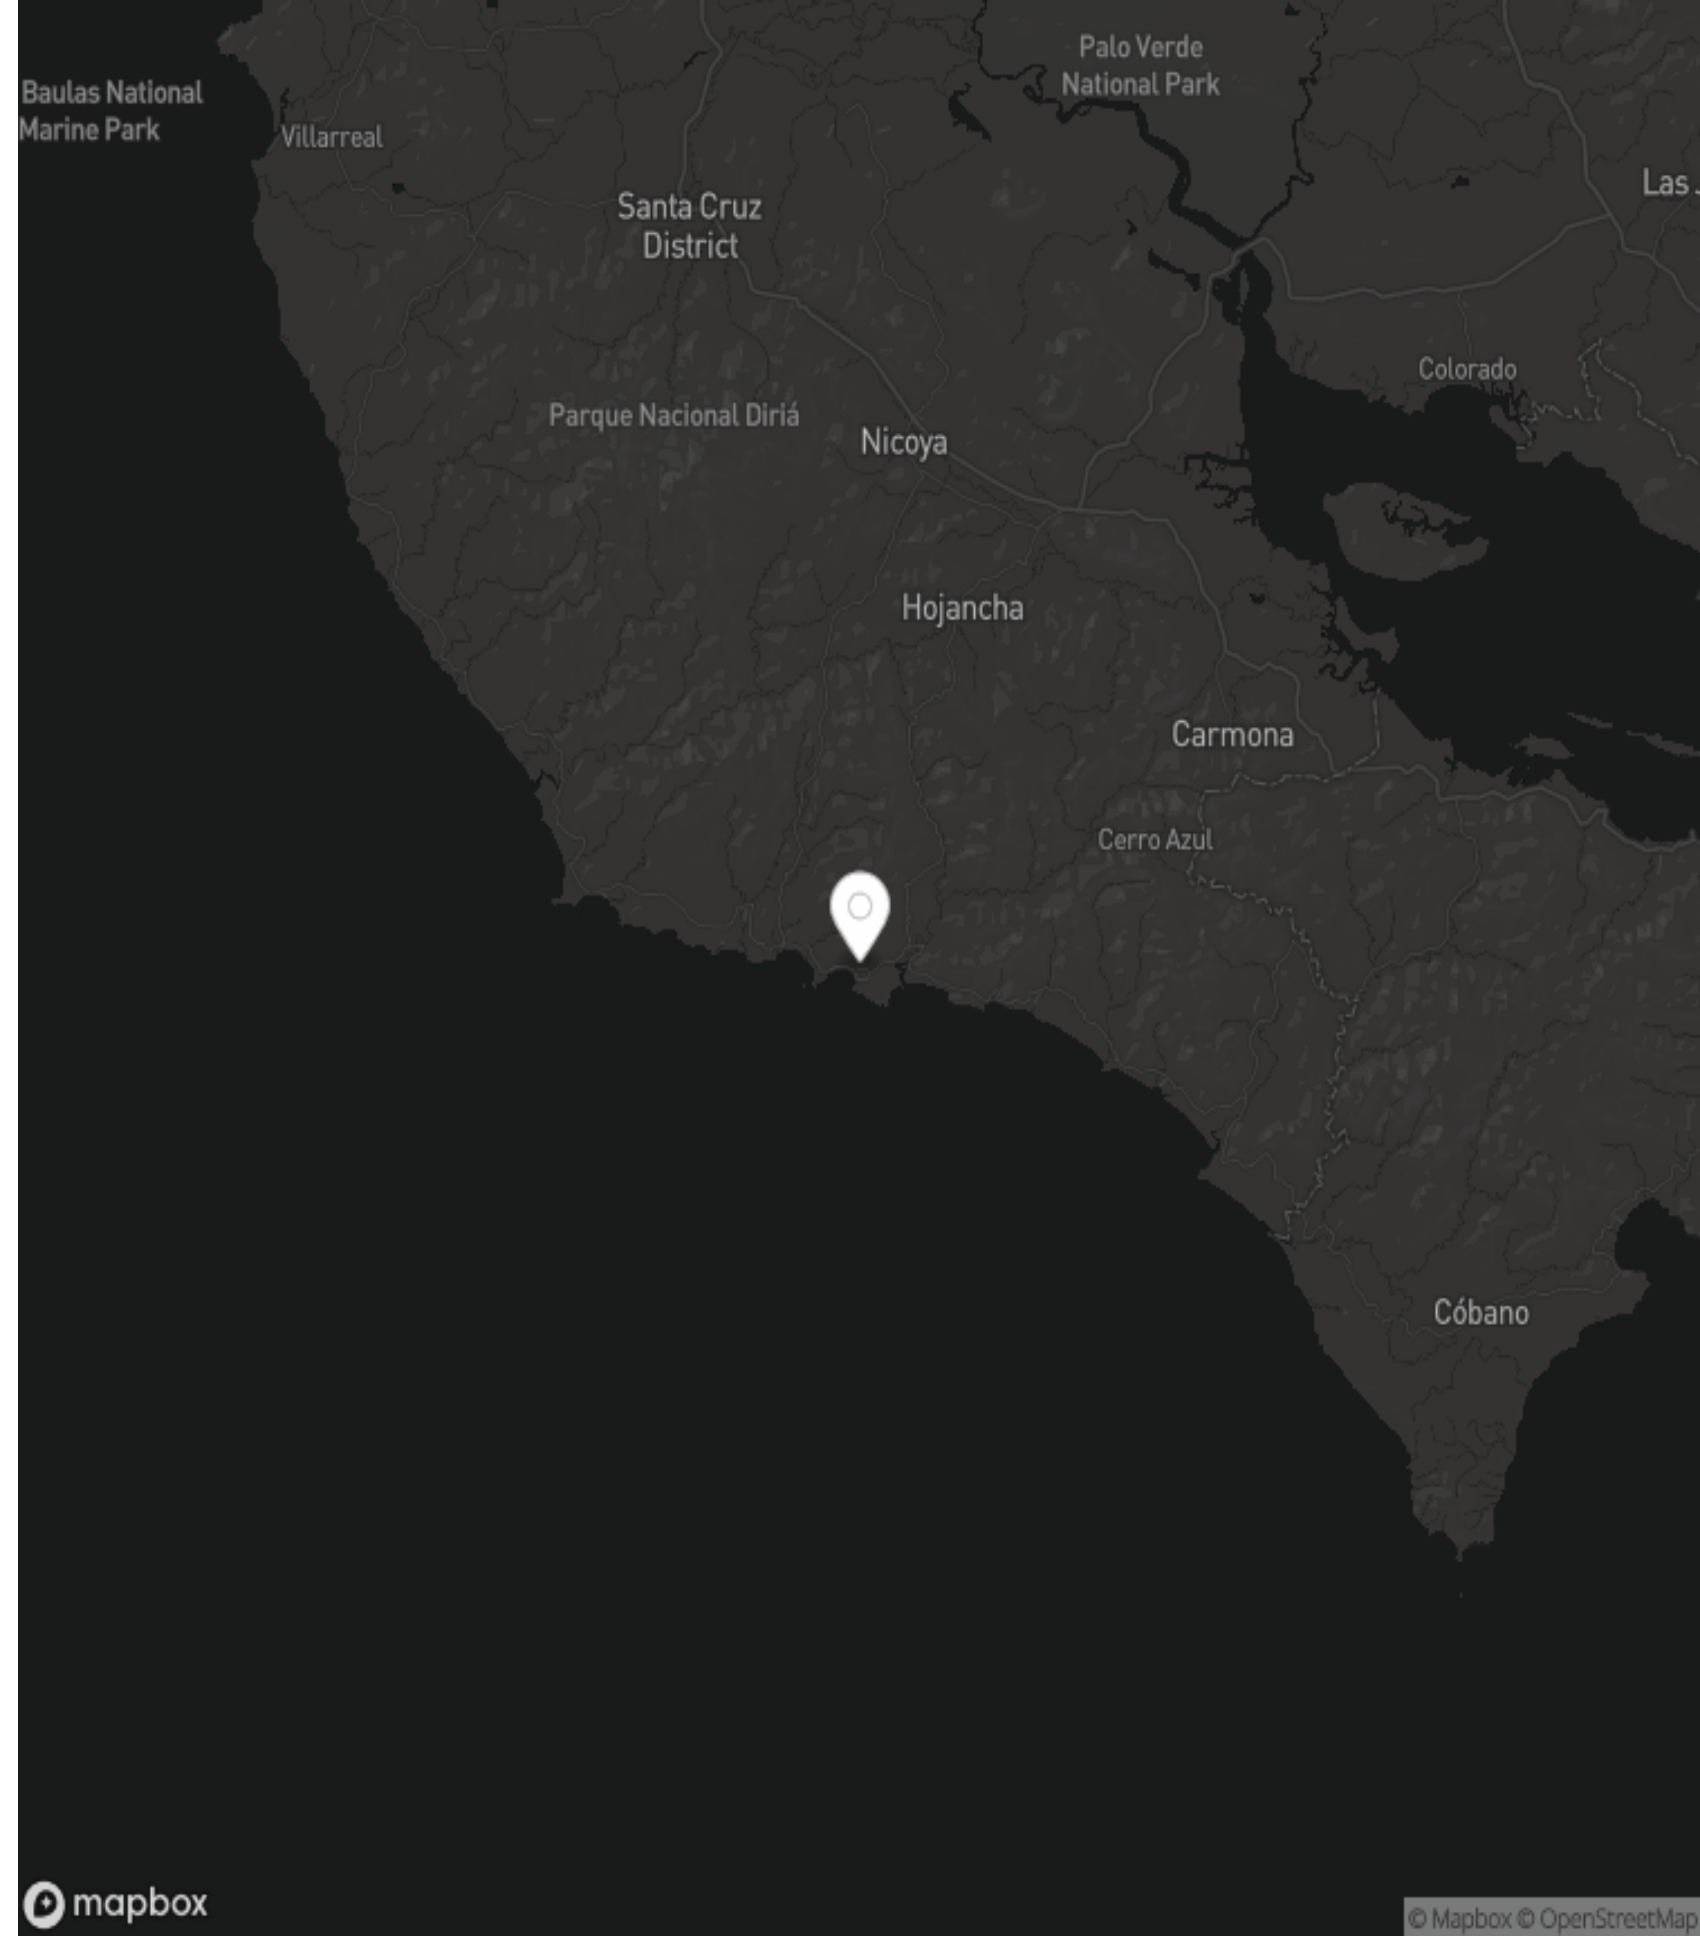 Palo Verde
National Park
Baulas National
Marine Park
Villarreal
Las
Santa Cruz
District
Colorado
Parque Nacional Diriá
Nicoya
Hojancha
Carmona
Cerro Azul
Cóbano
mapbox
© Mapbox © OpenStreetMap